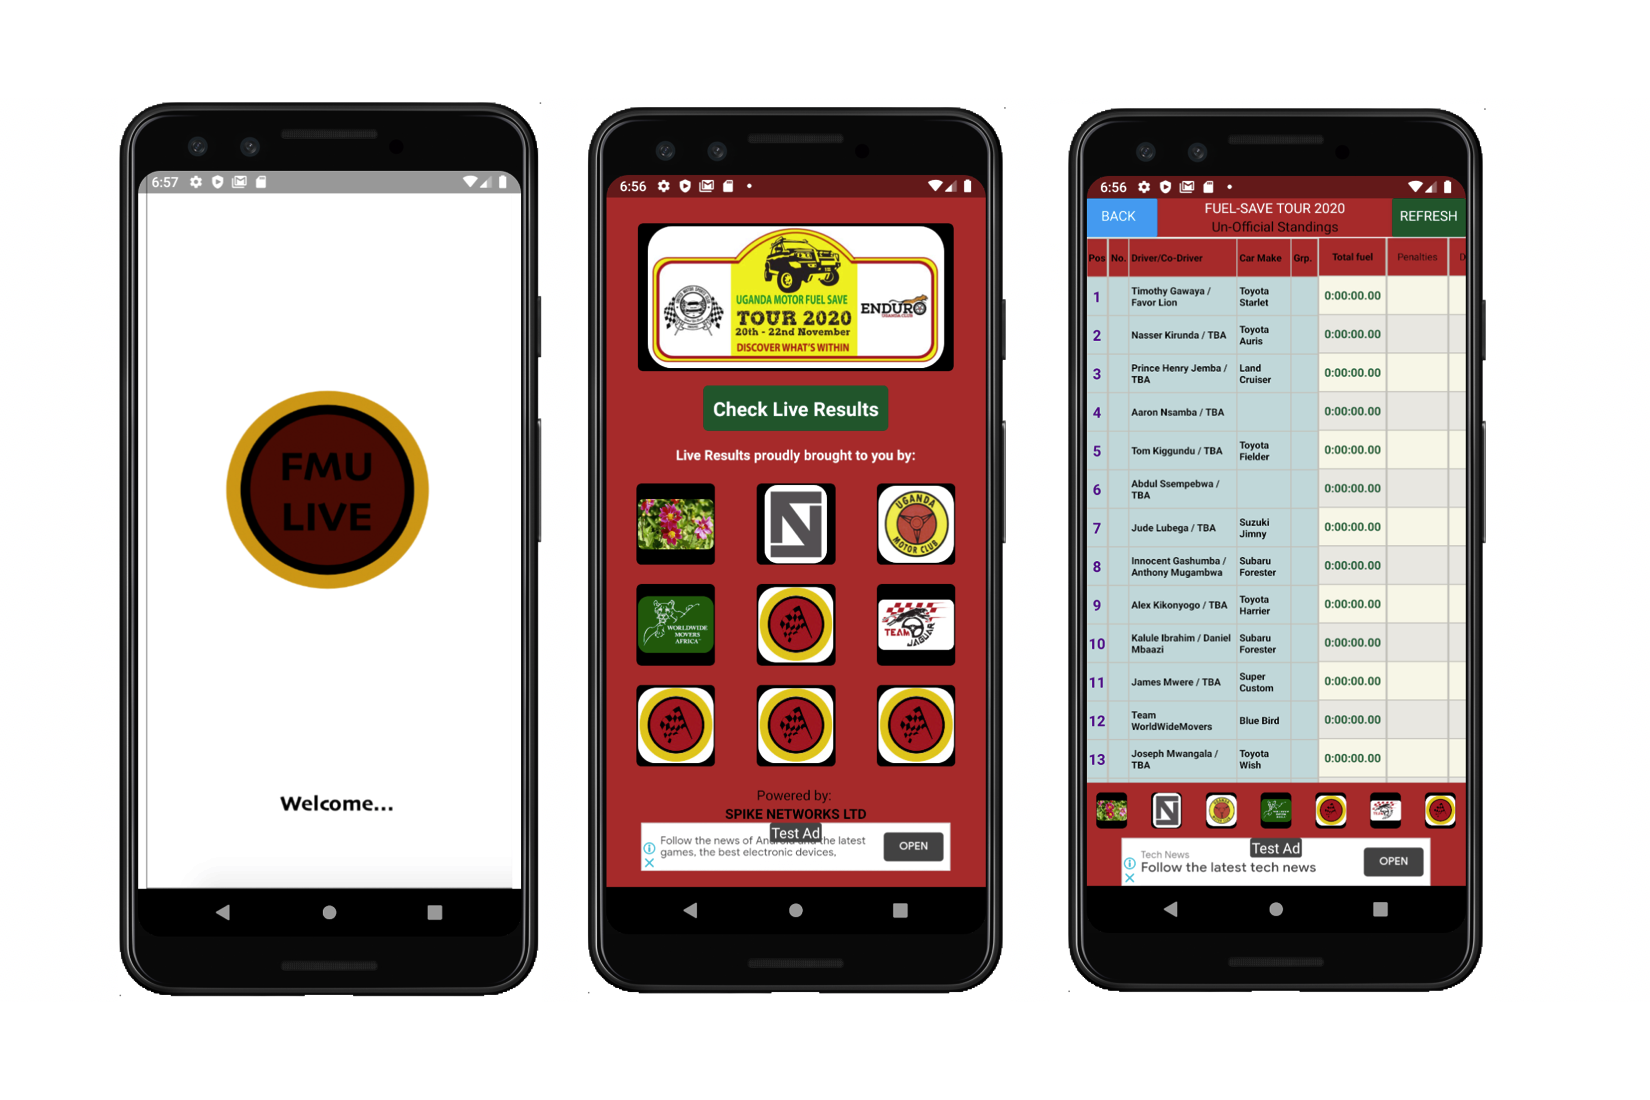 6:57
FMU
LIVE
Welcome...
6:56
UGANDA MOTOR FUEL SAVE
TOUR 2020
20th - 22nd November
DISCOVER WHAT'S WITHIN
ENDURO
UGANDA CLUB
Check Live Results
Live Results proudly brought to you by:
UGANDA
MOTOR CLUB
WORLDWIDE
MOVERS
AFRICA
TEAM
JAGUAR
Powered by:
SPIKE NETWORKS LTD
Test Ad
Follow the news of Android and the latest
games, the best electronic devices,
OPEN
6:56
BACK
FUEL-SAVE TOUR 2020
Un-Official Standings
REFRESH
Pos No. Driver/Co-Driver Car Make Grp. Total fuel Penalties D
1 Timothy Gawaya / Favor Lion Toyota Starlet 0:00:00.00
2 Nasser Kirunda / TBA Toyota Auris 0:00:00.00
3 Prince Henry Jemba / TBA Land Cruiser 0:00:00.00
4 Aaron Nsamba / TBA 0:00:00.00
5 Tom Kiggundu / TBA Toyota Fielder 0:00:00.00
6 Abdul Ssempebwa / TBA 0:00:00.00
7 Jude Lubega / TBA Suzuki Jimny 0:00:00.00
8 Innocent Gashumba / Anthony Mugambwa Subaru Forester 0:00:00.00
9 Alex Kikonyogo / TBA Toyota Harrier 0:00:00.00
10 Kalule Ibrahim / Daniel Mbaazi Subaru Forester 0:00:00.00
11 James Mwere / TBA Super Custom 0:00:00.00
12 Team WorldWideMovers Blue Bird 0:00:00.00
13 Joseph Mwangala / TBA Toyota Wish 0:00:00.00
Test Ad
Tech News
Follow the latest tech news
OPEN